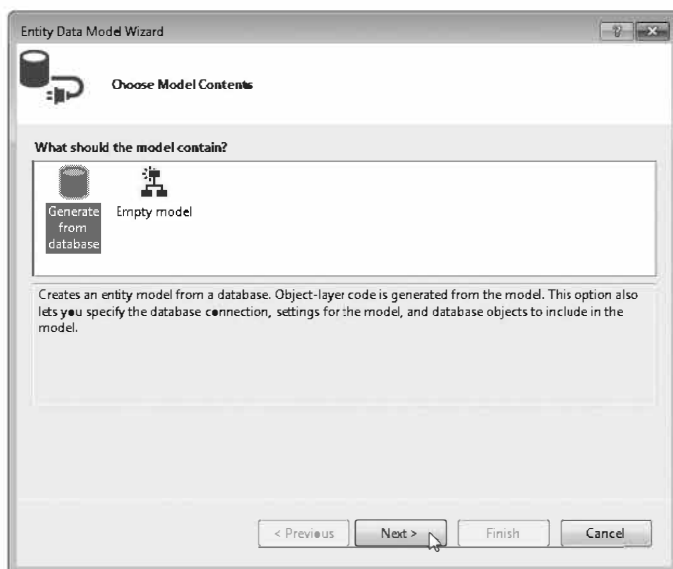 Entity Data Model Wizard
Choose Model Contents
What should the model contain?
Generate
from
database
Empty model
Creates an entity model from a database. Object-layer code is generated from the model. This option also
lets you specify the database connection, settings for the model, and database objects to include in the
model.
< Previous
Next >
Finish
Cancel